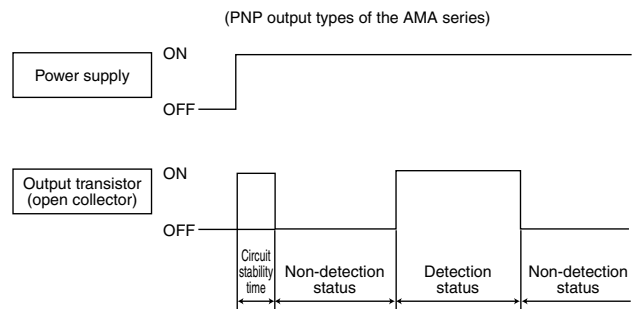 (PNP output types of the AMA series)
ON
Power supply
OFF
ON
Output transistor
(open collector)
OFF
Circuit
stability
time
Non-detection
status
Detection
status
Non-detection
status